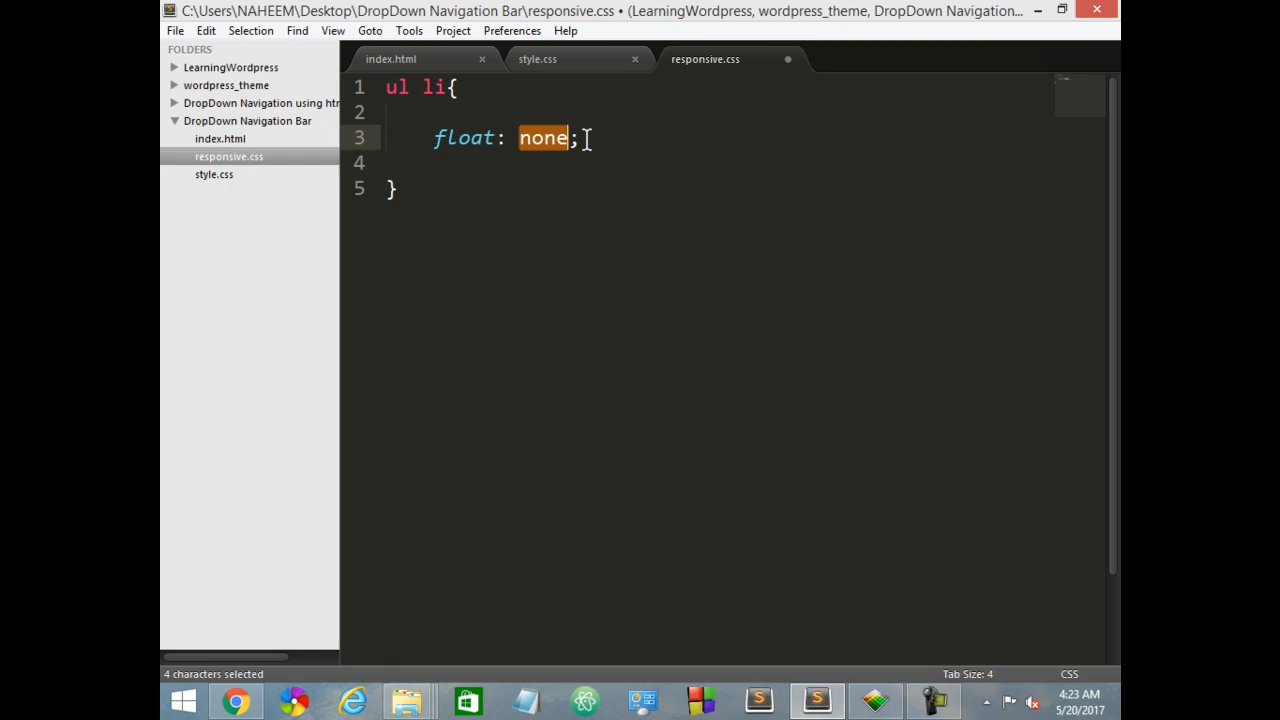 C:\Users\NAHEEM\Desktop\DropDown Navigation Bar\responsive.css • (LearningWordpress, wordpress_theme, DropDown Navigation...
File Edit Selection Find View Goto Tools Project Preferences Help
FOLDERS
LearningWordpress
wordpress_theme
DropDown Navigation using htr
DropDown Navigation Bar
index.html
responsive.css
style.css
index.html × style.css × responsive.css
1 ul li{
2
3 float: none;
4
5 }
4 characters selected Tab Size: 4 CSS
4:23 AM
5/20/2017